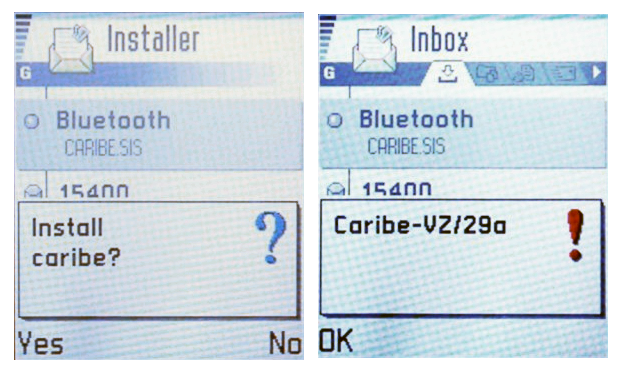 Installer
G
Bluetooth
CARIBE.SIS
15400
Install
caribe?
Yes
No
Inbox
G
Bluetooth
CARIBE.SIS
15400
Caribe-VZ/29a
OK